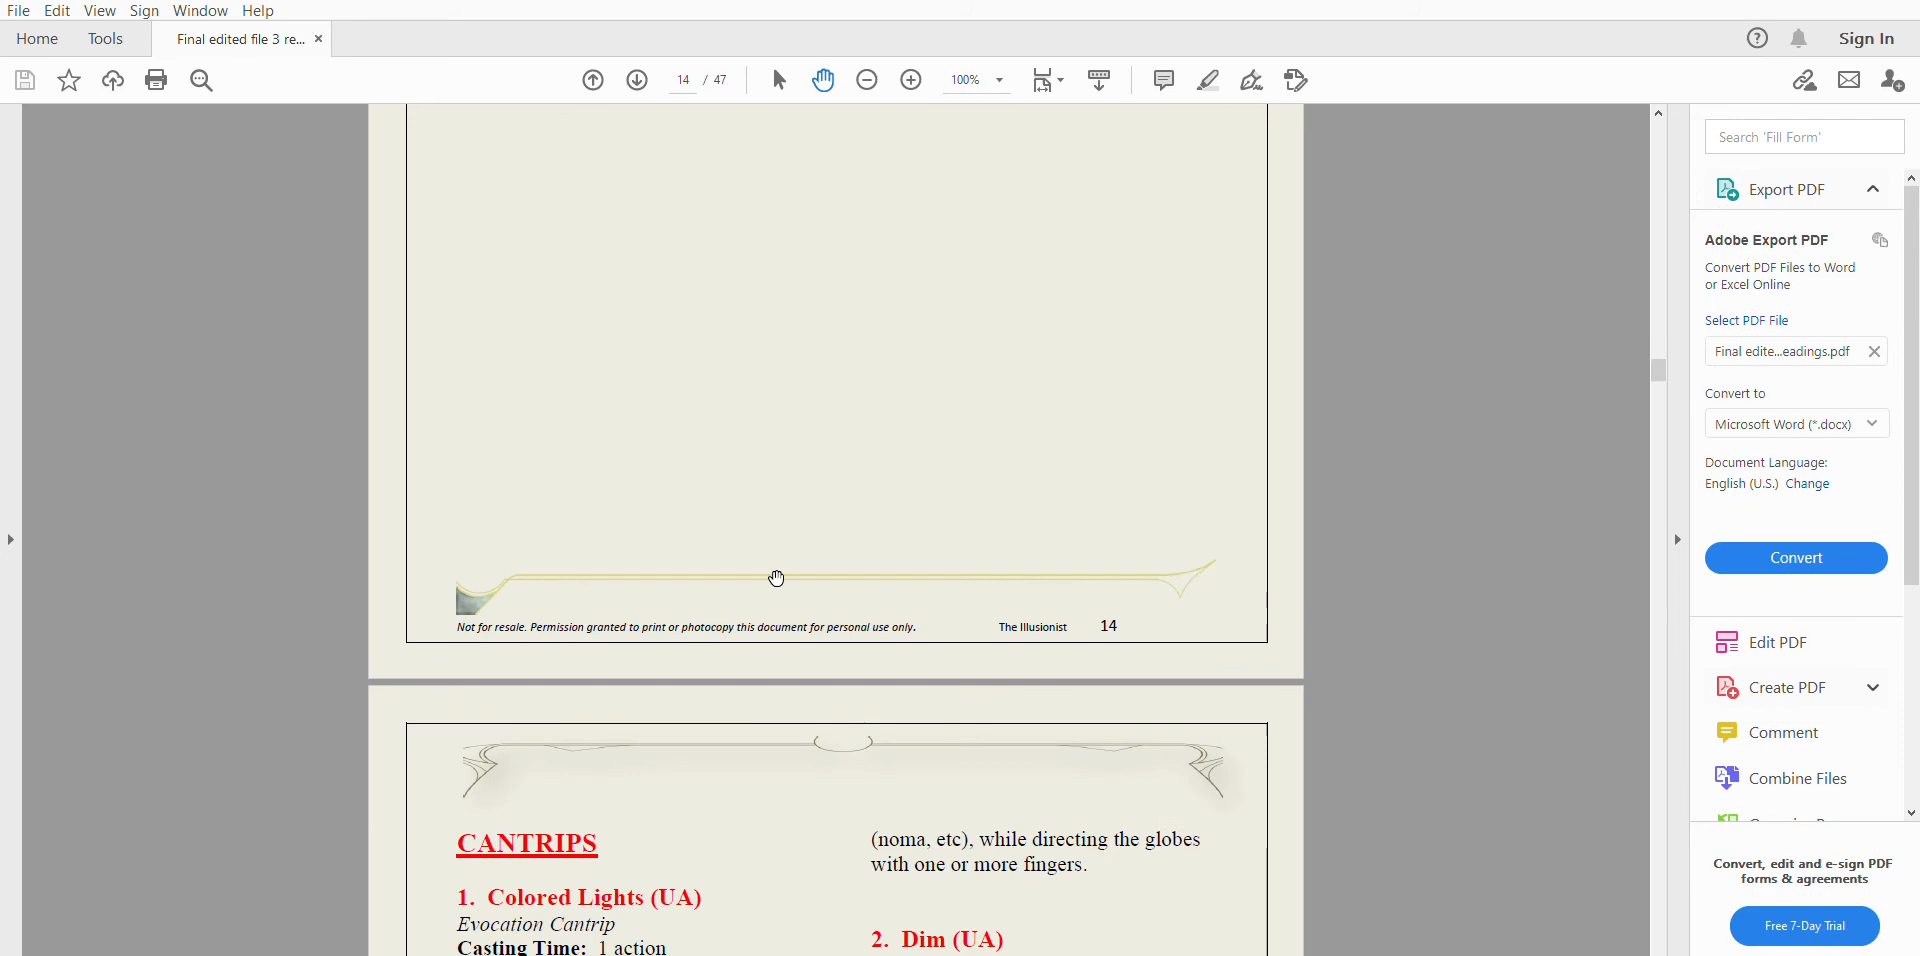 File Edit View Sign Window Help
Home Tools Final edited file 3 re... × Sign In
14 / 47 100%
Search 'Fill Form'
Export PDF
Adobe Export PDF
Convert PDF Files to Word
or Excel Online
Select PDF File
Final edite...eadings.pdf
Convert to
Microsoft Word (*.docx)
Document Language:
English (U.S.) Change
Convert
Edit PDF
Create PDF
Comment
Combine Files
Convert, edit and e-sign PDF
forms & agreements
Free 7-Day Trial
Not for resale. Permission granted to print or photocopy this document for personal use only. The Illusionist 14
CANTRIPS
1. Colored Lights (UA)
Evocation Cantrip
Casting Time: 1 action
(noma, etc), while directing the globes
with one or more fingers.
2. Dim (UA)